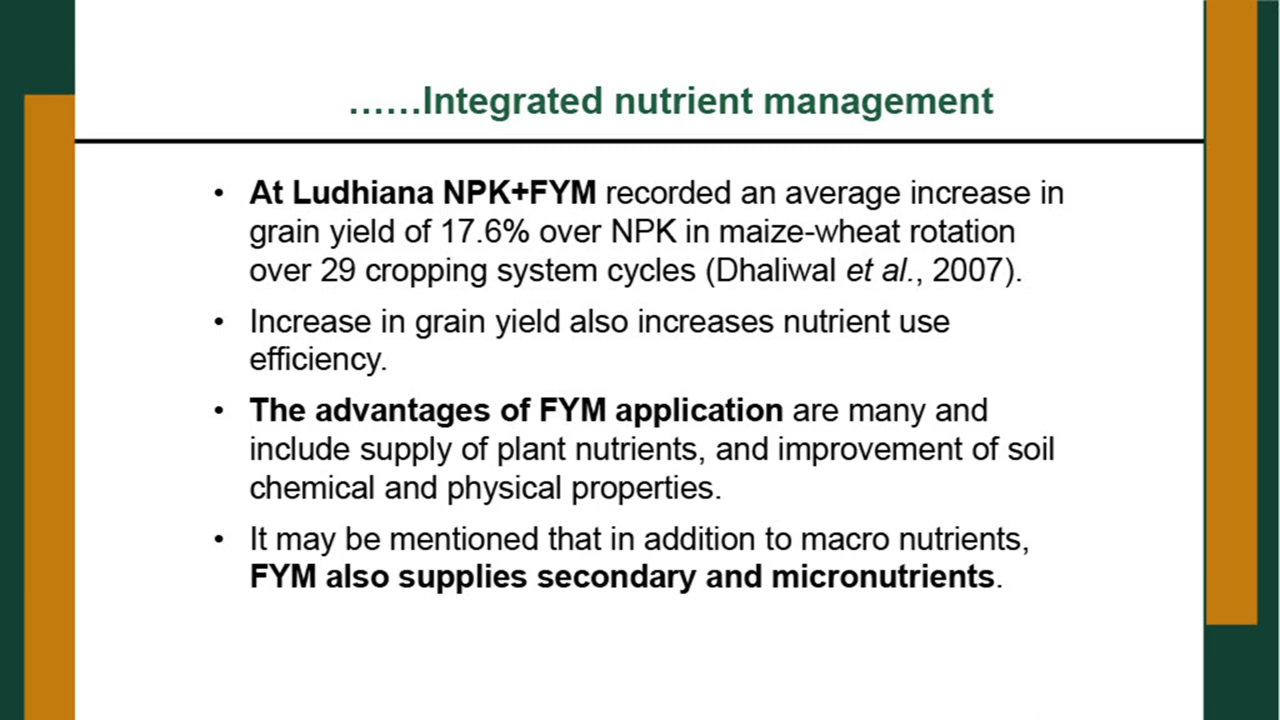 ......Integrated nutrient management
• At Ludhiana NPK+FYM recorded an average increase in
grain yield of 17.6% over NPK in maize-wheat rotation
over 29 cropping system cycles (Dhaliwal et al., 2007).
• Increase in grain yield also increases nutrient use
efficiency.
• The advantages of FYM application are many and
include supply of plant nutrients, and improvement of soil
chemical and physical properties.
• It may be mentioned that in addition to macro nutrients,
FYM also supplies secondary and micronutrients.